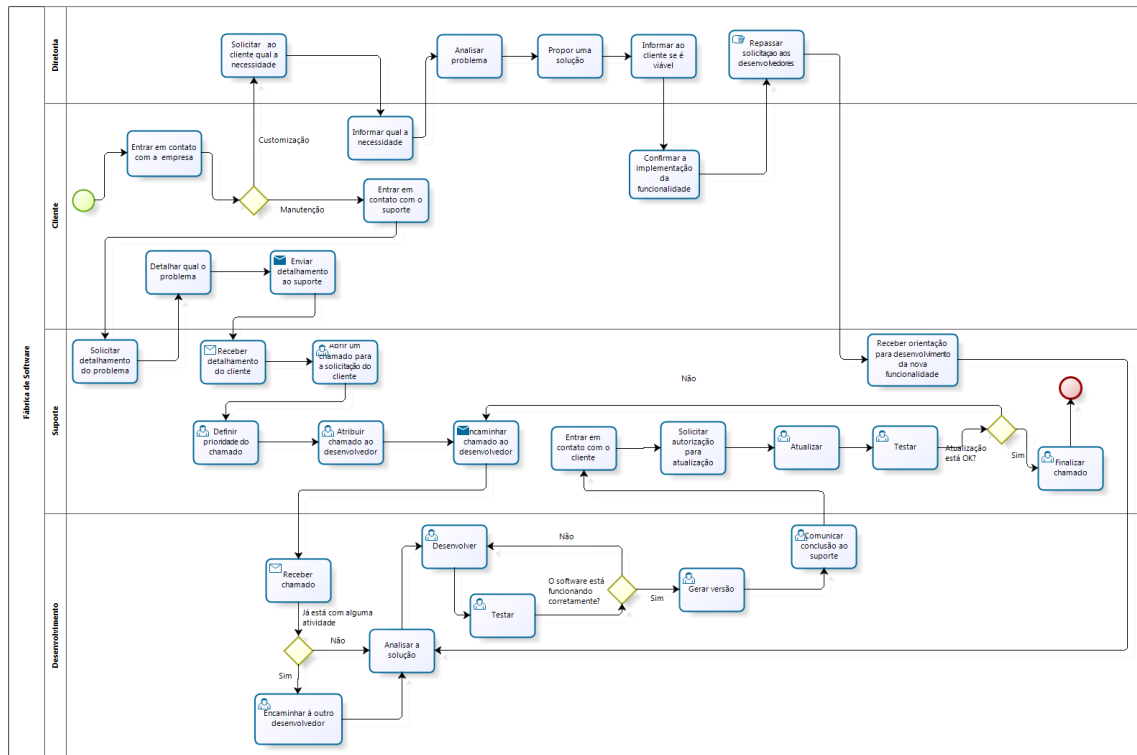 Fábrica de Software
Diretoria
Solicitar ao
cliente qual a
necessidade
Analisar
problema
Propor uma
solução
Informar ao
cliente se é
viável
Repassar
solicitaçao aos
desenvolvedores
Cliente
Entrar em contato
com a empresa
Customização
Manutenção
Informar qual a
necessidade
Entrar em
contato com o
suporte
Confirmar a
implementação
da
funcionalidade
Detalhar qual o
problema
Enviar
detalhamento
ao suporte
Suporte
Solicitar
detalhamento
do problema
Receber
detalhamento
do cliente
Abrir um
chamado para
a solicitação do
cliente
Receber orientação
para desenvolvimento
da nova
funcionalidade
Não
Definir
prioridade do
chamado
Atribuir
chamado ao
desenvolvedor
Encaminhar
chamado ao
desenvolvedor
Entrar em
contato com o
cliente
Solicitar
autorização
para
atualização
Atualizar
Testar
Atualização
está OK?
Sim
Finalizar
chamado
Desenvolvimento
Receber
chamado
Já está com alguma
atividade
Não
Sim
Encaminhar à outro
desenvolvedor
Analisar a
solução
Desenvolver
Testar
Não
O software está
funcionando
corretamente?
Sim
Gerar versão
Comunicar
conclusão ao
suporte